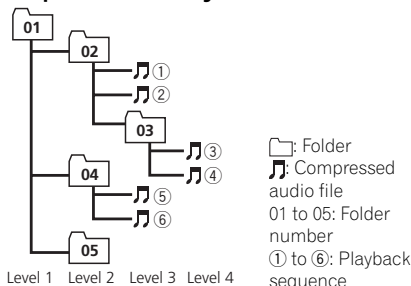 01
02
①
②
03
③
④
04
⑤
⑥
05
Level 1 Level 2 Level 3 Level 4
: Folder
: Compressed
audio file
01 to 05: Folder
number
① to ⑥: Playback
sequence